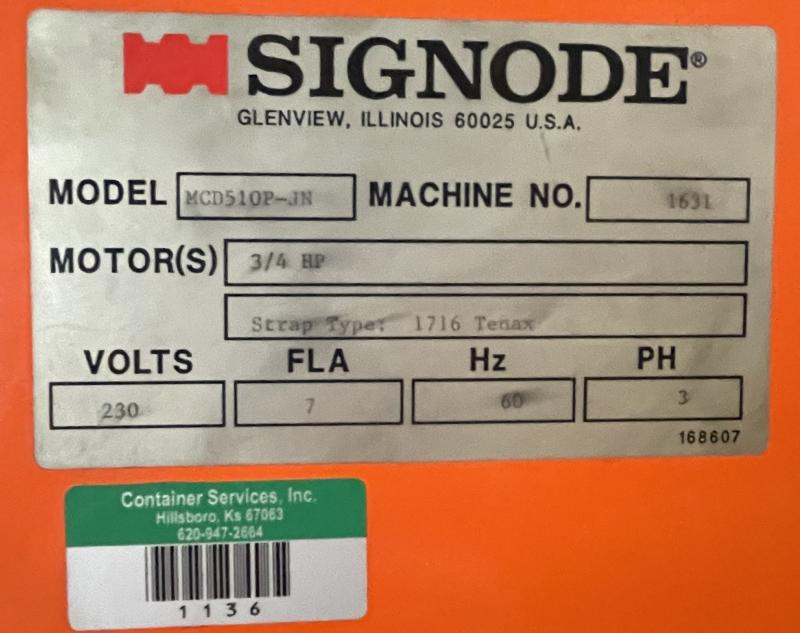 SIGNODE®
GLENVIEW, ILLINOIS 60025 U.S.A.
MODEL MCD510P-JN MACHINE NO. 1631
MOTOR(S) 3/4 HP
Strap Type: 1716 Tenax
VOLTS FLA Hz PH
230 7 60 3
168607
Container Services, Inc.
Hillsboro, Ks 67063
620-947-2664
1136